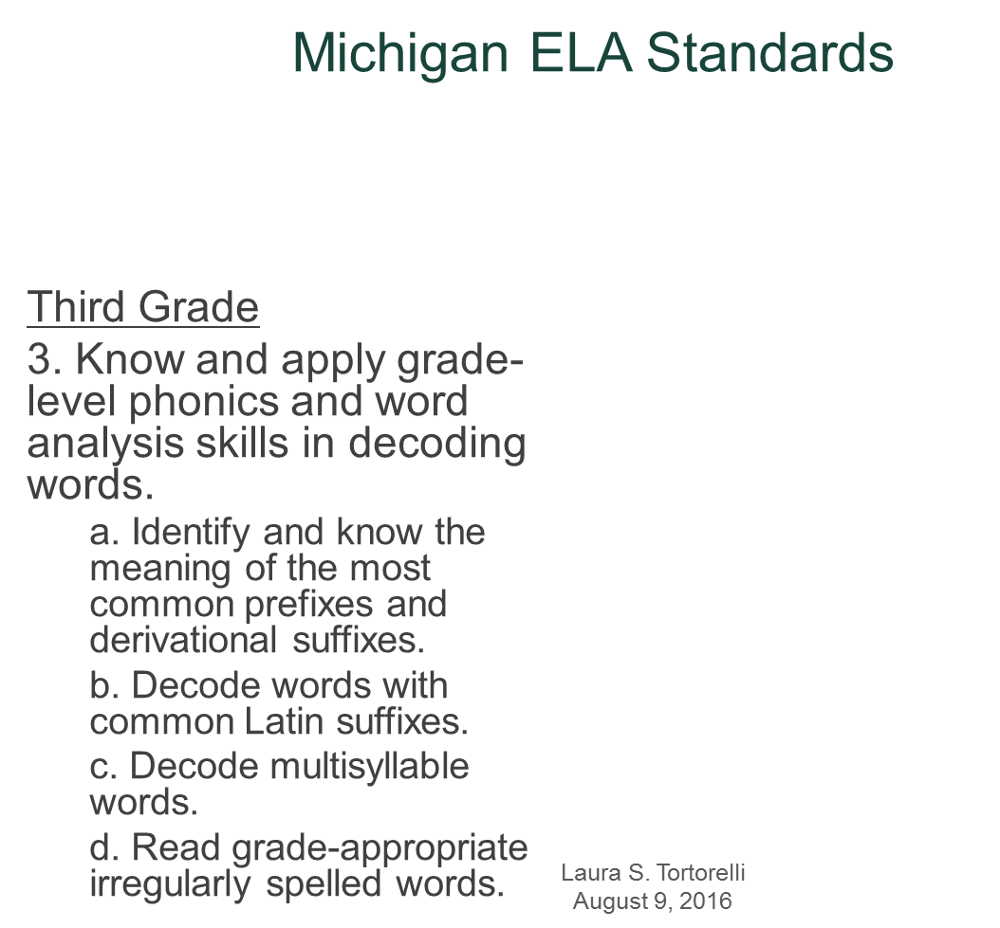 Michigan ELA Standards
Third Grade
3. Know and apply grade-
level phonics and word
analysis skills in decoding
words.
a. Identify and know the
meaning of the most
common prefixes and
derivational suffixes.
b. Decode words with
common Latin suffixes.
c. Decode multisyllable
words.
d. Read grade-appropriate
irregularly spelled words.
Laura S. Tortorelli
August 9, 2016